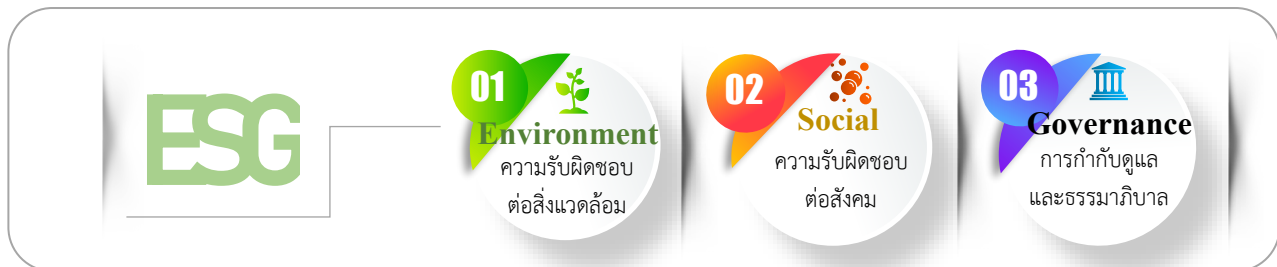 ESG
01
Environment
ความรับผิดชอบ
ต่อสิ่งแวดล้อม
02
Social
ความรับผิดชอบ
ต่อสังคม
03
Governance
การกำกับดูแล
และธรรมาภิบาล